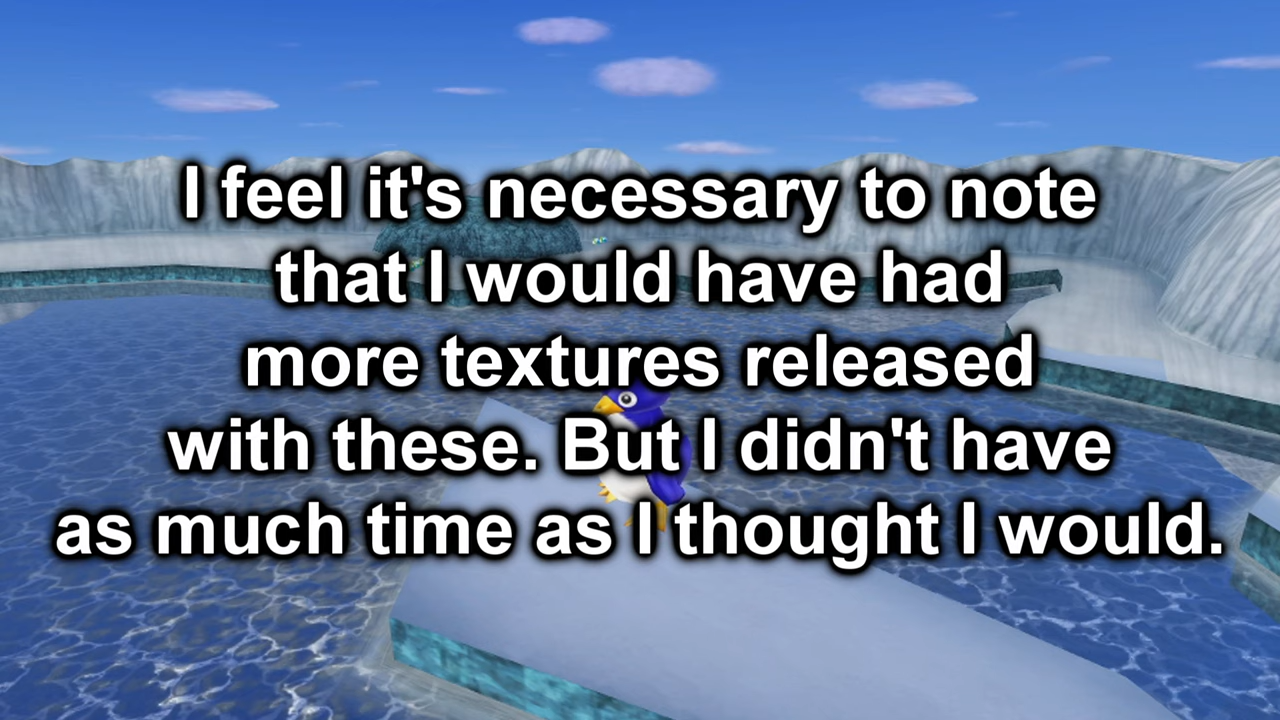 I feel it's necessary to note
that I would have had
more textures released
with these. But I didn't have
as much time as I thought I would.